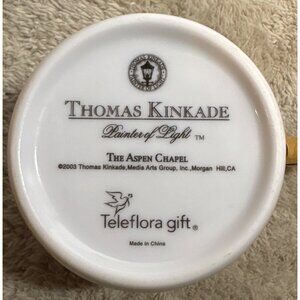 THOMAS KINKADE
Painter of Light ™
THE ASPEN CHAPEL
©2003 Thomas Kinkade,Media Arts Group, Inc.,Morgan Hill,CA
Teleflora gift®
Made in China